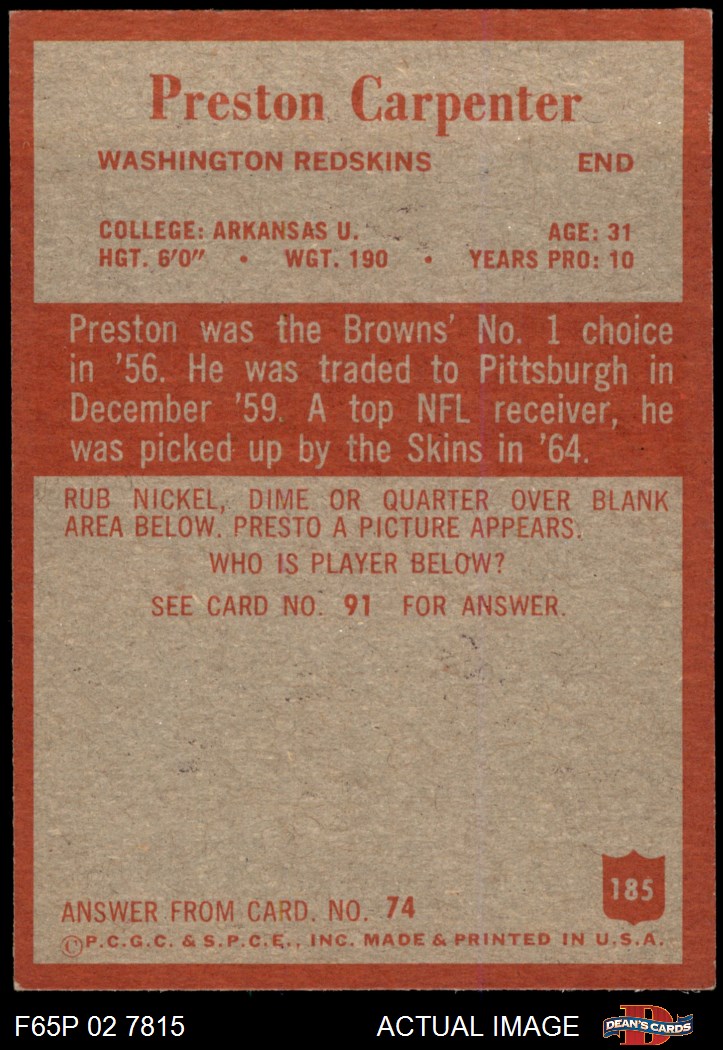 Preston Carpenter
WASHINGTON REDSKINS END
COLLEGE: ARKANSAS U. AGE: 31
HGT. 6'0" • WGT. 190 • YEARS PRO: 10
Preston was the Browns' No. 1 choice
in '56. He was traded to Pittsburgh in
December '59. A top NFL receiver, he
was picked up by the Skins in '64.
RUB NICKEL, DIME OR QUARTER OVER BLANK
AREA BELOW. PRESTO A PICTURE APPEARS.
WHO IS PLAYER BELOW?
SEE CARD NO. 91 FOR ANSWER.
185
ANSWER FROM CARD. NO. 74
©P.C.G.C. & S.P.C.E., INC. MADE & PRINTED IN U.S.A.
F65P 02 7815 ACTUAL IMAGE D DEAN'S CARDS